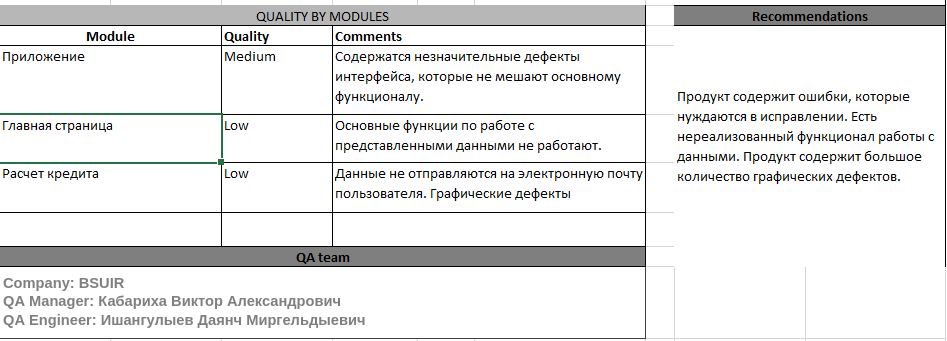 QUALITY BY MODULES
Module Quality Comments
Приложение Medium Содержатся незначительные дефекты
интерфейса, которые не мешают основному
функционалу.
Главная страница Low Основные функции по работе с
представленными данными не работают.
Расчет кредита Low Данные не отправляются на электронную почту
пользователя. Графические дефекты
QA team
Company: BSUIR
QA Manager: Кабариха Виктор Александрович
QA Engineer: Ишангулыев Даянч Миргельдыевич
Recommendations
Продукт содержит ошибки, которые
нуждаются в исправлении. Есть
нереализованный функционал работы с
данными. Продукт содержит большое
количество графических дефектов.